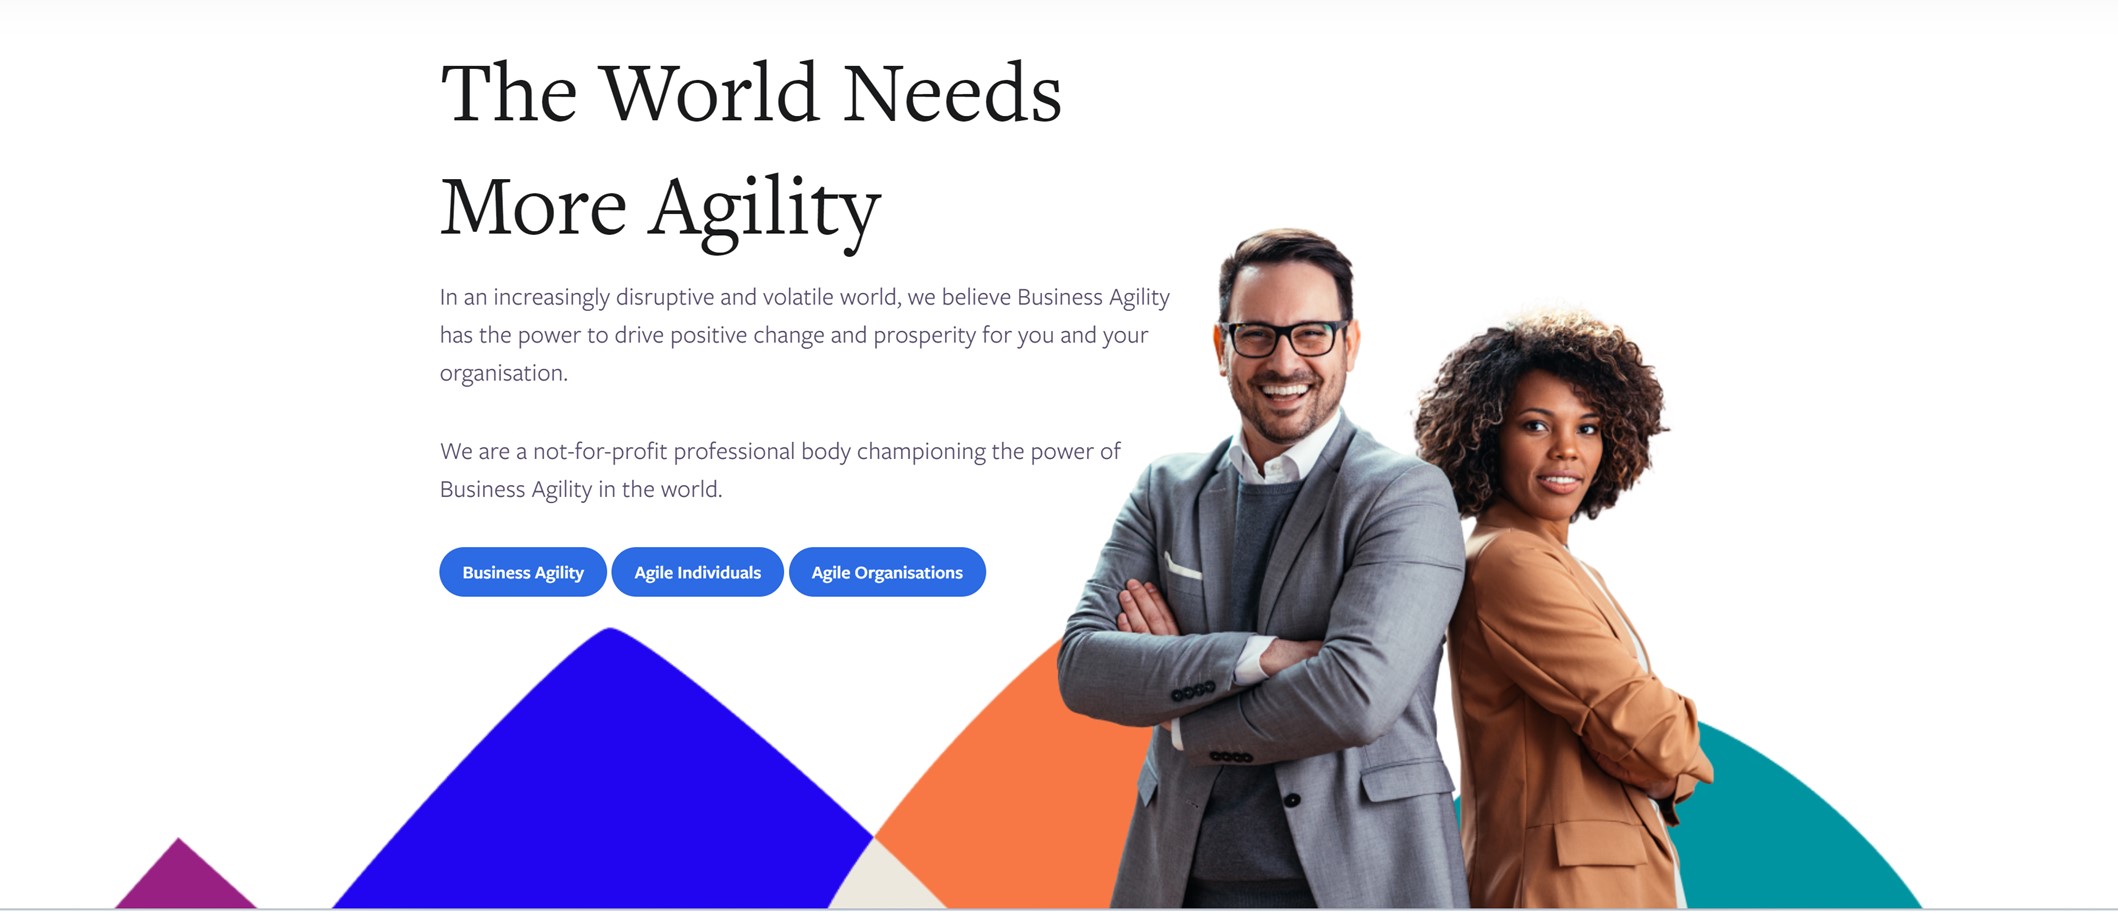 The World Needs
More Agility
In an increasingly disruptive and volatile world, we believe Business Agility
has the power to drive positive change and prosperity for you and your
organisation.
We are a not-for-profit professional body championing the power of
Business Agility in the world.
Business Agility
Agile Individuals
Agile Organisations